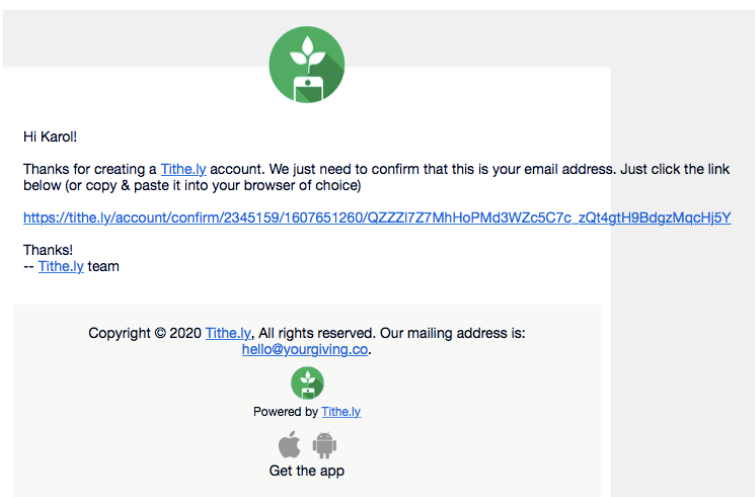 Hi Karol!
Thanks for creating a Tithe.ly account. We just need to confirm that this is your email address. Just click the link
below (or copy & paste it into your browser of choice)
https://tithe.ly/account/confirm/2345159/1607651260/QZZZl7Z7MhHoPMd3WZc5C7c_zQt4gtH9BdgzMqcHj5Y
Thanks!
-- Tithe.ly team
Copyright © 2020 Tithe.ly, All rights reserved. Our mailing address is:
hello@yourgiving.co.
Powered by Tithe.ly
Get the app